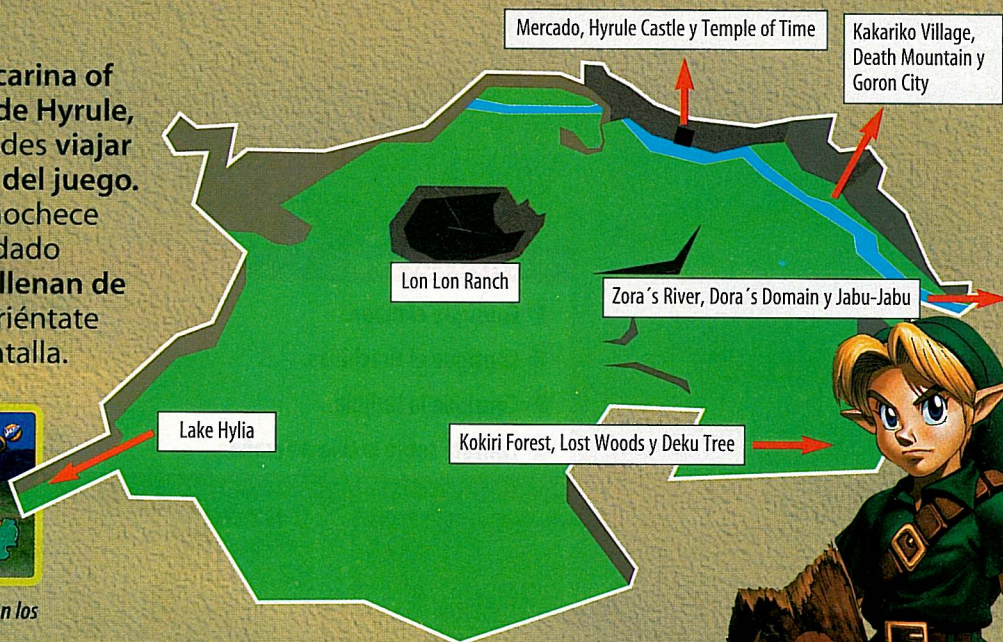 carina of
de Hyrule,
des viajar
del juego.
nochece
dado
llenan de
riéntate
ntalla.
n los
Mercado, Hyrule Castle y Temple of Time
Kakariko Village,
Death Mountain y
Goron City
Lon Lon Ranch
Zora´s River, Dora´s Domain y Jabu-Jabu
Lake Hylia
Kokiri Forest, Lost Woods y Deku Tree